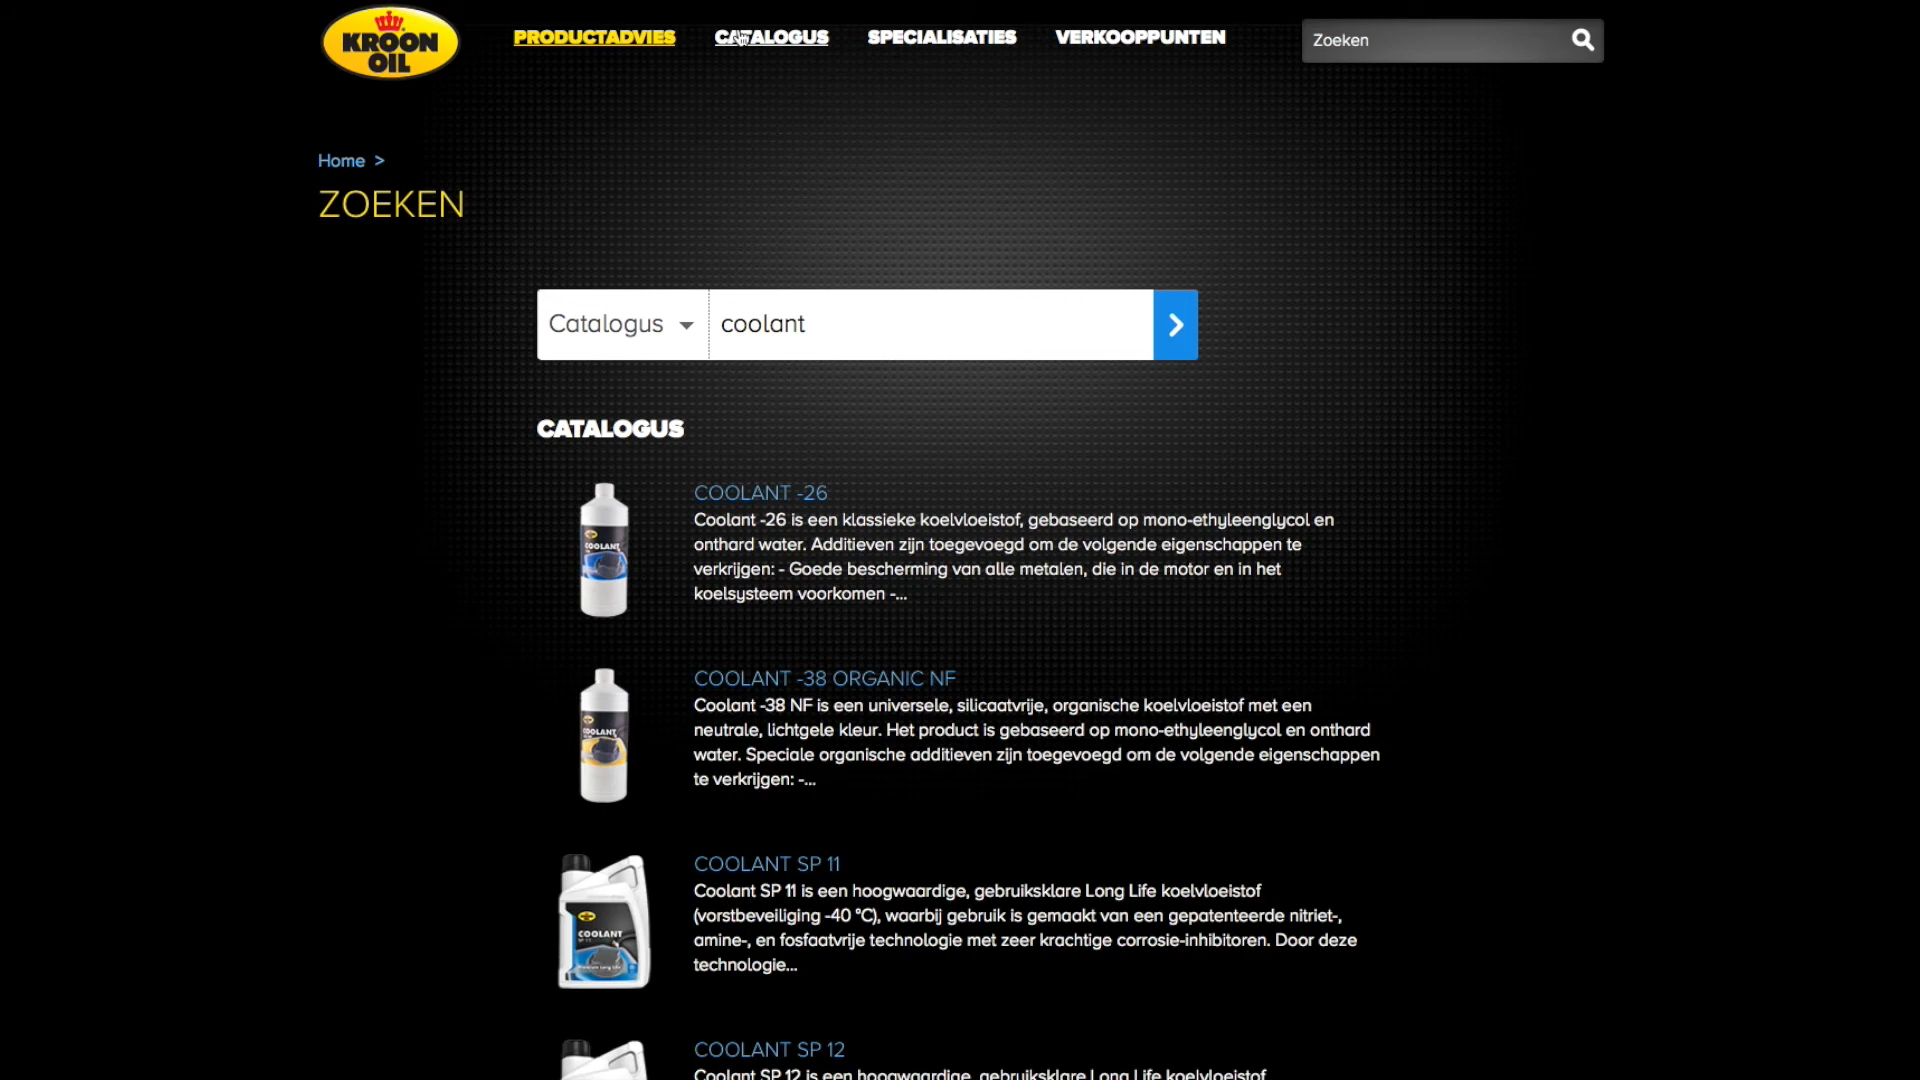 KROON
OIL
PRODUCTADVIES
CATALOGUS
SPECIALISATIES
VERKOOPPUNTEN
Zoeken
Home >
ZOEKEN
Catalogus
coolant
CATALOGUS
COOLANT -26
Coolant -26 is een klassieke koelvloeistof, gebaseerd op mono-ethyleenglycol en
onthard water. Additieven zijn toegevoegd om de volgende eigenschappen te
verkrijgen: - Goede bescherming van alle metalen, die in de motor en in het
koelsysteem voorkomen -...
COOLANT
COOLANT -38 ORGANIC NF
Coolant -38 NF is een universele, silicaatvrije, organische koelvloeistof met een
neutrale, lichtgele kleur. Het product is gebaseerd op mono-ethyleenglycol en onthard
water. Speciale organische additieven zijn toegevoegd om de volgende eigenschappen
te verkrijgen: -...
COOLANT
COOLANT SP 11
Coolant SP 11 is een hoogwaardige, gebruiksklare Long Life koelvloeistof
(vorstbeveiliging -40 °C), waarbij gebruik is gemaakt van een gepatenteerde nitriet-,
amine-, en fosfaatvrije technologie met zeer krachtige corrosie-inhibitoren. Door deze
technologie...
COOLANT
SP 11
COOLANT SP 12
Coolant SP 12 is een hoogwaardige, gebruiksklare Long Life koelvloeistof